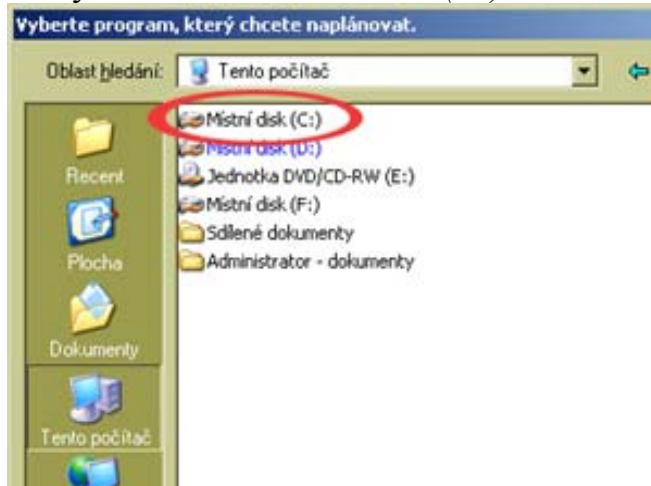 Vyberte program, který chcete naplánovat.
Oblast hledání:
Tento počítač
Místní disk (C:)
Místní disk (D:)
Jednotka DVD/CD-RW (E:)
Místní disk (F:)
Sdílené dokumenty
Administrator - dokumenty
Recent
Plocha
Dokumenty
Tento počítač